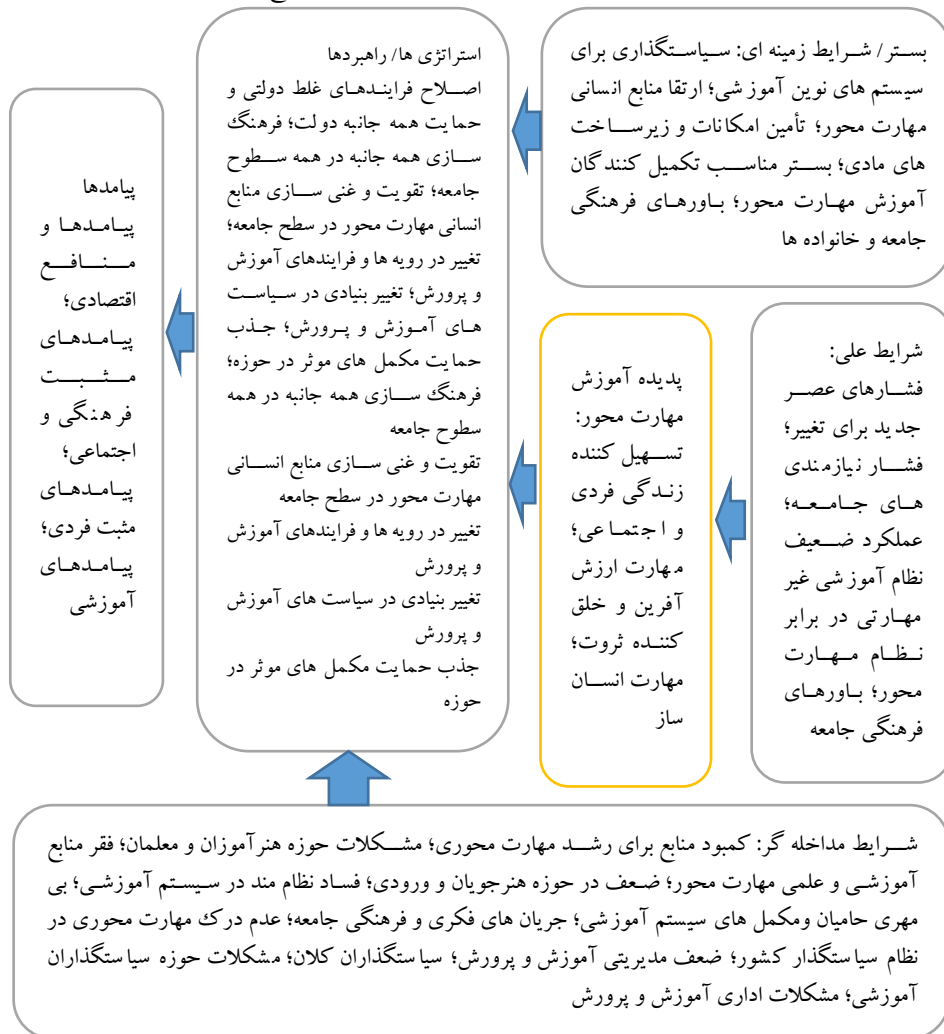 بستر/ شرایط زمینه ای: سیاستگذاری برای
سیستم های نوین آموزشی؛ ارتقا منابع انسانی
مهارت محور؛ تأمین امکانات و زیرساخت
های مادی؛ بستر مناسب تکمیل کنندگان
آموزش مهارت محور؛ باورهای فرهنگی
جامعه و خانواده ها
شرایط علی:
فشارهای عصر
جدید برای تغییر؛
فشار نیازمندی
های جامعه؛
عملکرد ضعیف
نظام آموزشی غیر
مهارتی در برابر
نظام مهارت
محور؛ باورهای
فرهنگی جامعه
پدیده آموزش
مهارت محور:
تسهیل کننده
زندگی فردی
و اجتماعی؛
مهارت ارزش
آفرین و خلق
کننده ثروت؛
مهارت انسان
ساز
استراتژی ها/ راهبردها
اصلاح فرایندهای غلط دولتی و
حمایت همه جانبه دولت؛ فرهنگ
سازی همه جانبه در همه سطوح
جامعه؛ تقویت و غنی سازی منابع
انسانی مهارت محور در سطح جامعه؛
تغییر در رویه ها و فرایندهای آموزش
و پرورش؛ تغییر بنیادی در سیاست
های آموزش و پرورش؛ جذب
حمایت مکمل های موثر در حوزه؛
فرهنگ سازی همه جانبه در همه
سطوح جامعه
تقویت و غنی سازی منابع انسانی
مهارت محور در سطح جامعه
تغییر در رویه ها و فرایندهای آموزش
و پرورش
تغییر بنیادی در سیاست های آموزش
و پرورش
جذب حمایت مکمل های موثر در
حوزه
پیامدها
پیامدها و
منافع
اقتصادی؛
پیامدهای
مثبت
فرهنگی و
اجتماعی؛
پیامدهای
مثبت فردی؛
پیامدهای
آموزشی
شرایط مداخله گر: کمبود منابع برای رشد مهارت محوری؛ مشکلات حوزه هنرآموزان و معلمان؛ فقر منابع
آموزشی و علمی مهارت محور؛ ضعف در حوزه هنرجویان و ورودی؛ فساد نظام مند در سیستم آموزشی؛ بی
مهری حامیان ومکمل های سیستم آموزشی؛ جریان های فکری و فرهنگی جامعه؛ عدم درک مهارت محوری در
نظام سیاستگذار کشور؛ ضعف مدیریتی آموزش و پرورش؛ سیاستگذاران کلان؛ مشکلات حوزه سیاستگذاران
آموزشی؛ مشکلات اداری آموزش و پرورش